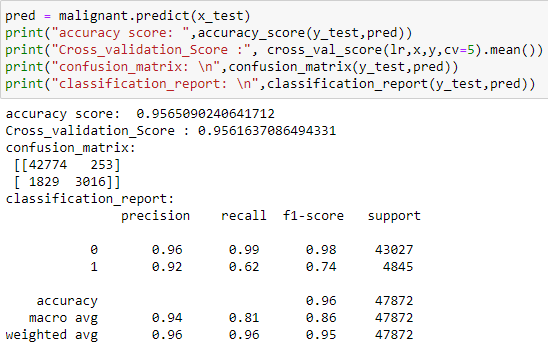 pred = malignant.predict(x_test)
print("accuracy score: ",accuracy_score(y_test,pred))
print("Cross_validation_Score :", cross_val_score(lr,x,y,cv=5).mean())
print("confusion_matrix: \n",confusion_matrix(y_test,pred))
print("classification_report: \n",classification_report(y_test,pred))
accuracy score:  0.9565090240641712
Cross_validation_Score : 0.9561637086494331
confusion_matrix:
 [[42774   253]
 [ 1829  3016]]
classification_report:
              precision    recall  f1-score   support
           0       0.96      0.99      0.98     43027
           1       0.92      0.62      0.74      4845
    accuracy                           0.96     47872
   macro avg       0.94      0.81      0.86     47872
weighted avg       0.96      0.96      0.95     47872